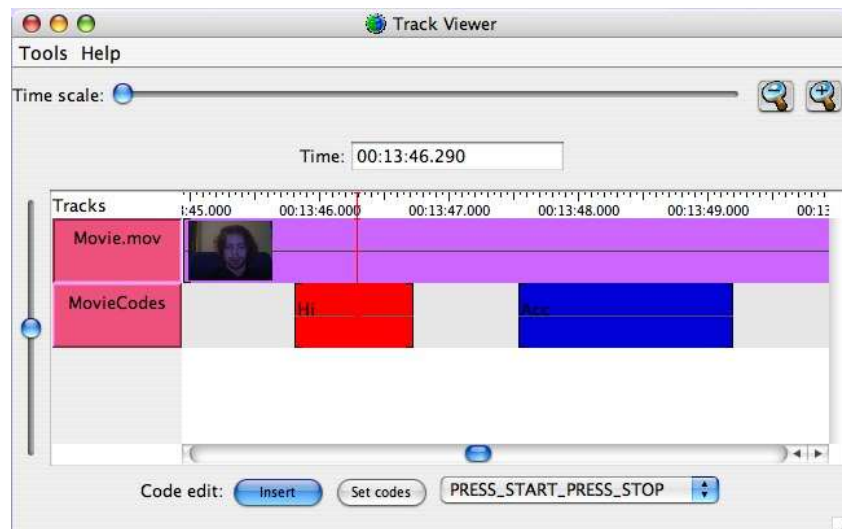 Track Viewer
Tools Help
Time scale:
Time: 00:13:46.290
Tracks
:45.000 00:13:46.000 00:13:47.000 00:13:48.000 00:13:49.000 00:13
Movie.mov
MovieCodes
Hi
Acc
Code edit: Insert Set codes PRESS_START_PRESS_STOP